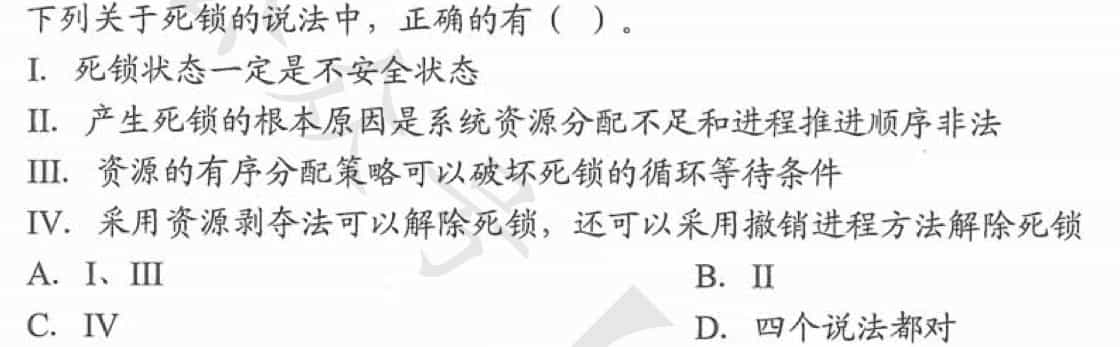 下列关于死锁的说法中，正确的有（ ）。
I. 死锁状态一定是不安全状态
II. 产生死锁的根本原因是系统资源分配不足和进程推进顺序非法
III. 资源的有序分配策略可以破坏死锁的循环等待条件
IV. 采用资源剥夺法可以解除死锁，还可以采用撤销进程方法解除死锁
A. I、III B. II
C. IV D. 四个说法都对